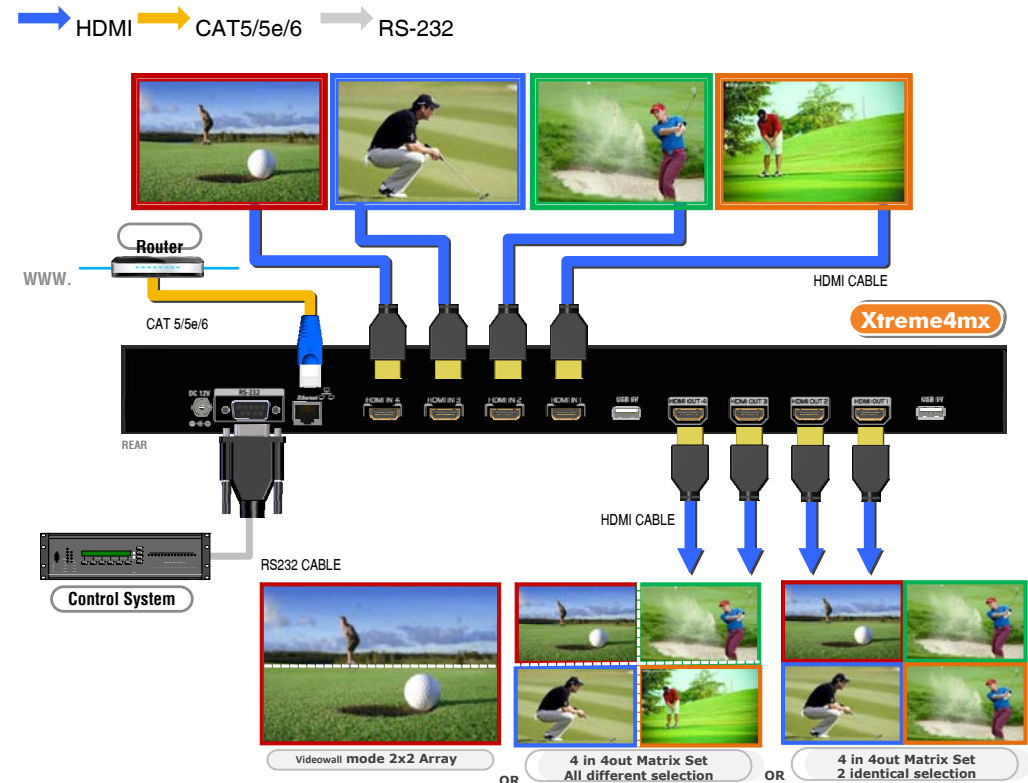 HDMI CAT5/5e/6 RS-232
Router
WWW.
HDMI CABLE
CAT 5/5e/6
Xtreme4mx
DC 12V
RS-232
Ethernet
HDMI IN 4
HDMI IN 3
HDMI IN 2
HDMI IN 1
USB 5V
HDMI OUT 4
HDMI OUT 3
HDMI OUT 2
HDMI OUT 1
USB 5V
REAR
HDMI CABLE
RS232 CABLE
Control System
Videowall mode 2x2 Array
OR
4 in 4out Matrix Set
All different selection
OR
4 in 4out Matrix Set
2 identical selection